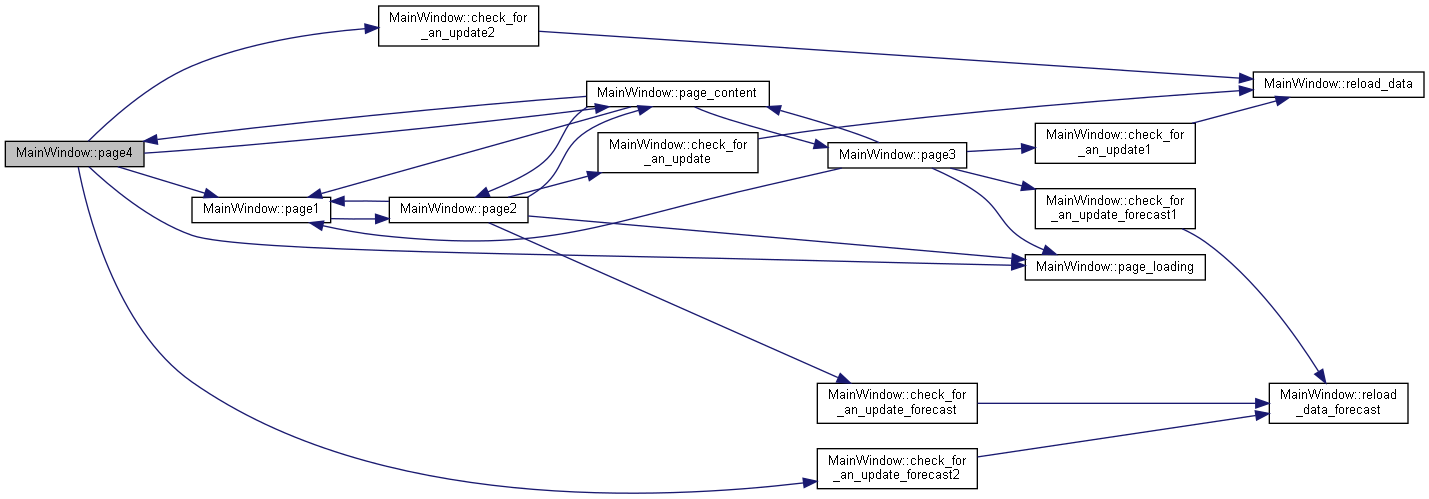 MainWindow::check_for
_an_update2
MainWindow::page_content
MainWindow::reload_data
MainWindow::page4
MainWindow::check_for
_an_update
MainWindow::page3
MainWindow::check_for
_an_update1
MainWindow::page1
MainWindow::page2
MainWindow::check_for
_an_update_forecast1
MainWindow::page_loading
MainWindow::check_for
_an_update_forecast
MainWindow::reload
_data_forecast
MainWindow::check_for
_an_update_forecast2